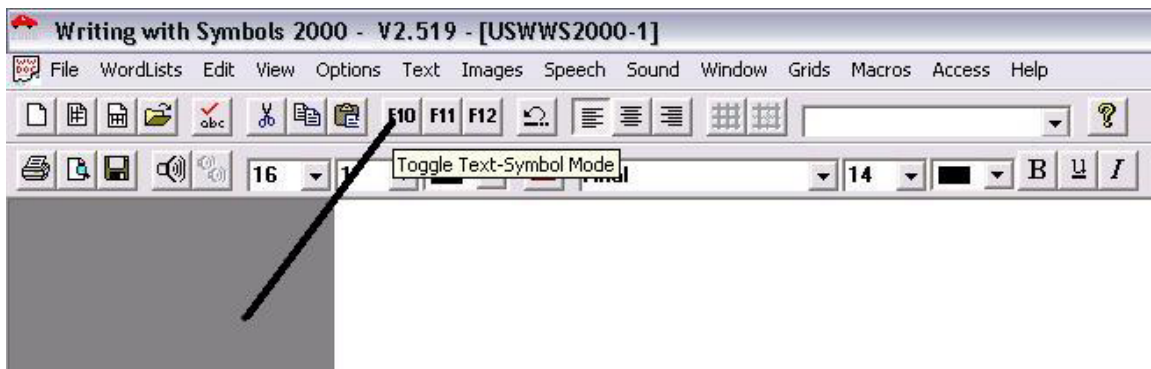 Writing with Symbols 2000 - V2.519 - [USWWS2000-1]
File WordLists Edit View Options Text Images Speech Sound Window Grids Macros Access Help
abc F10 F11 F12
16 Toggle Text-Symbol Mode 14 B U I